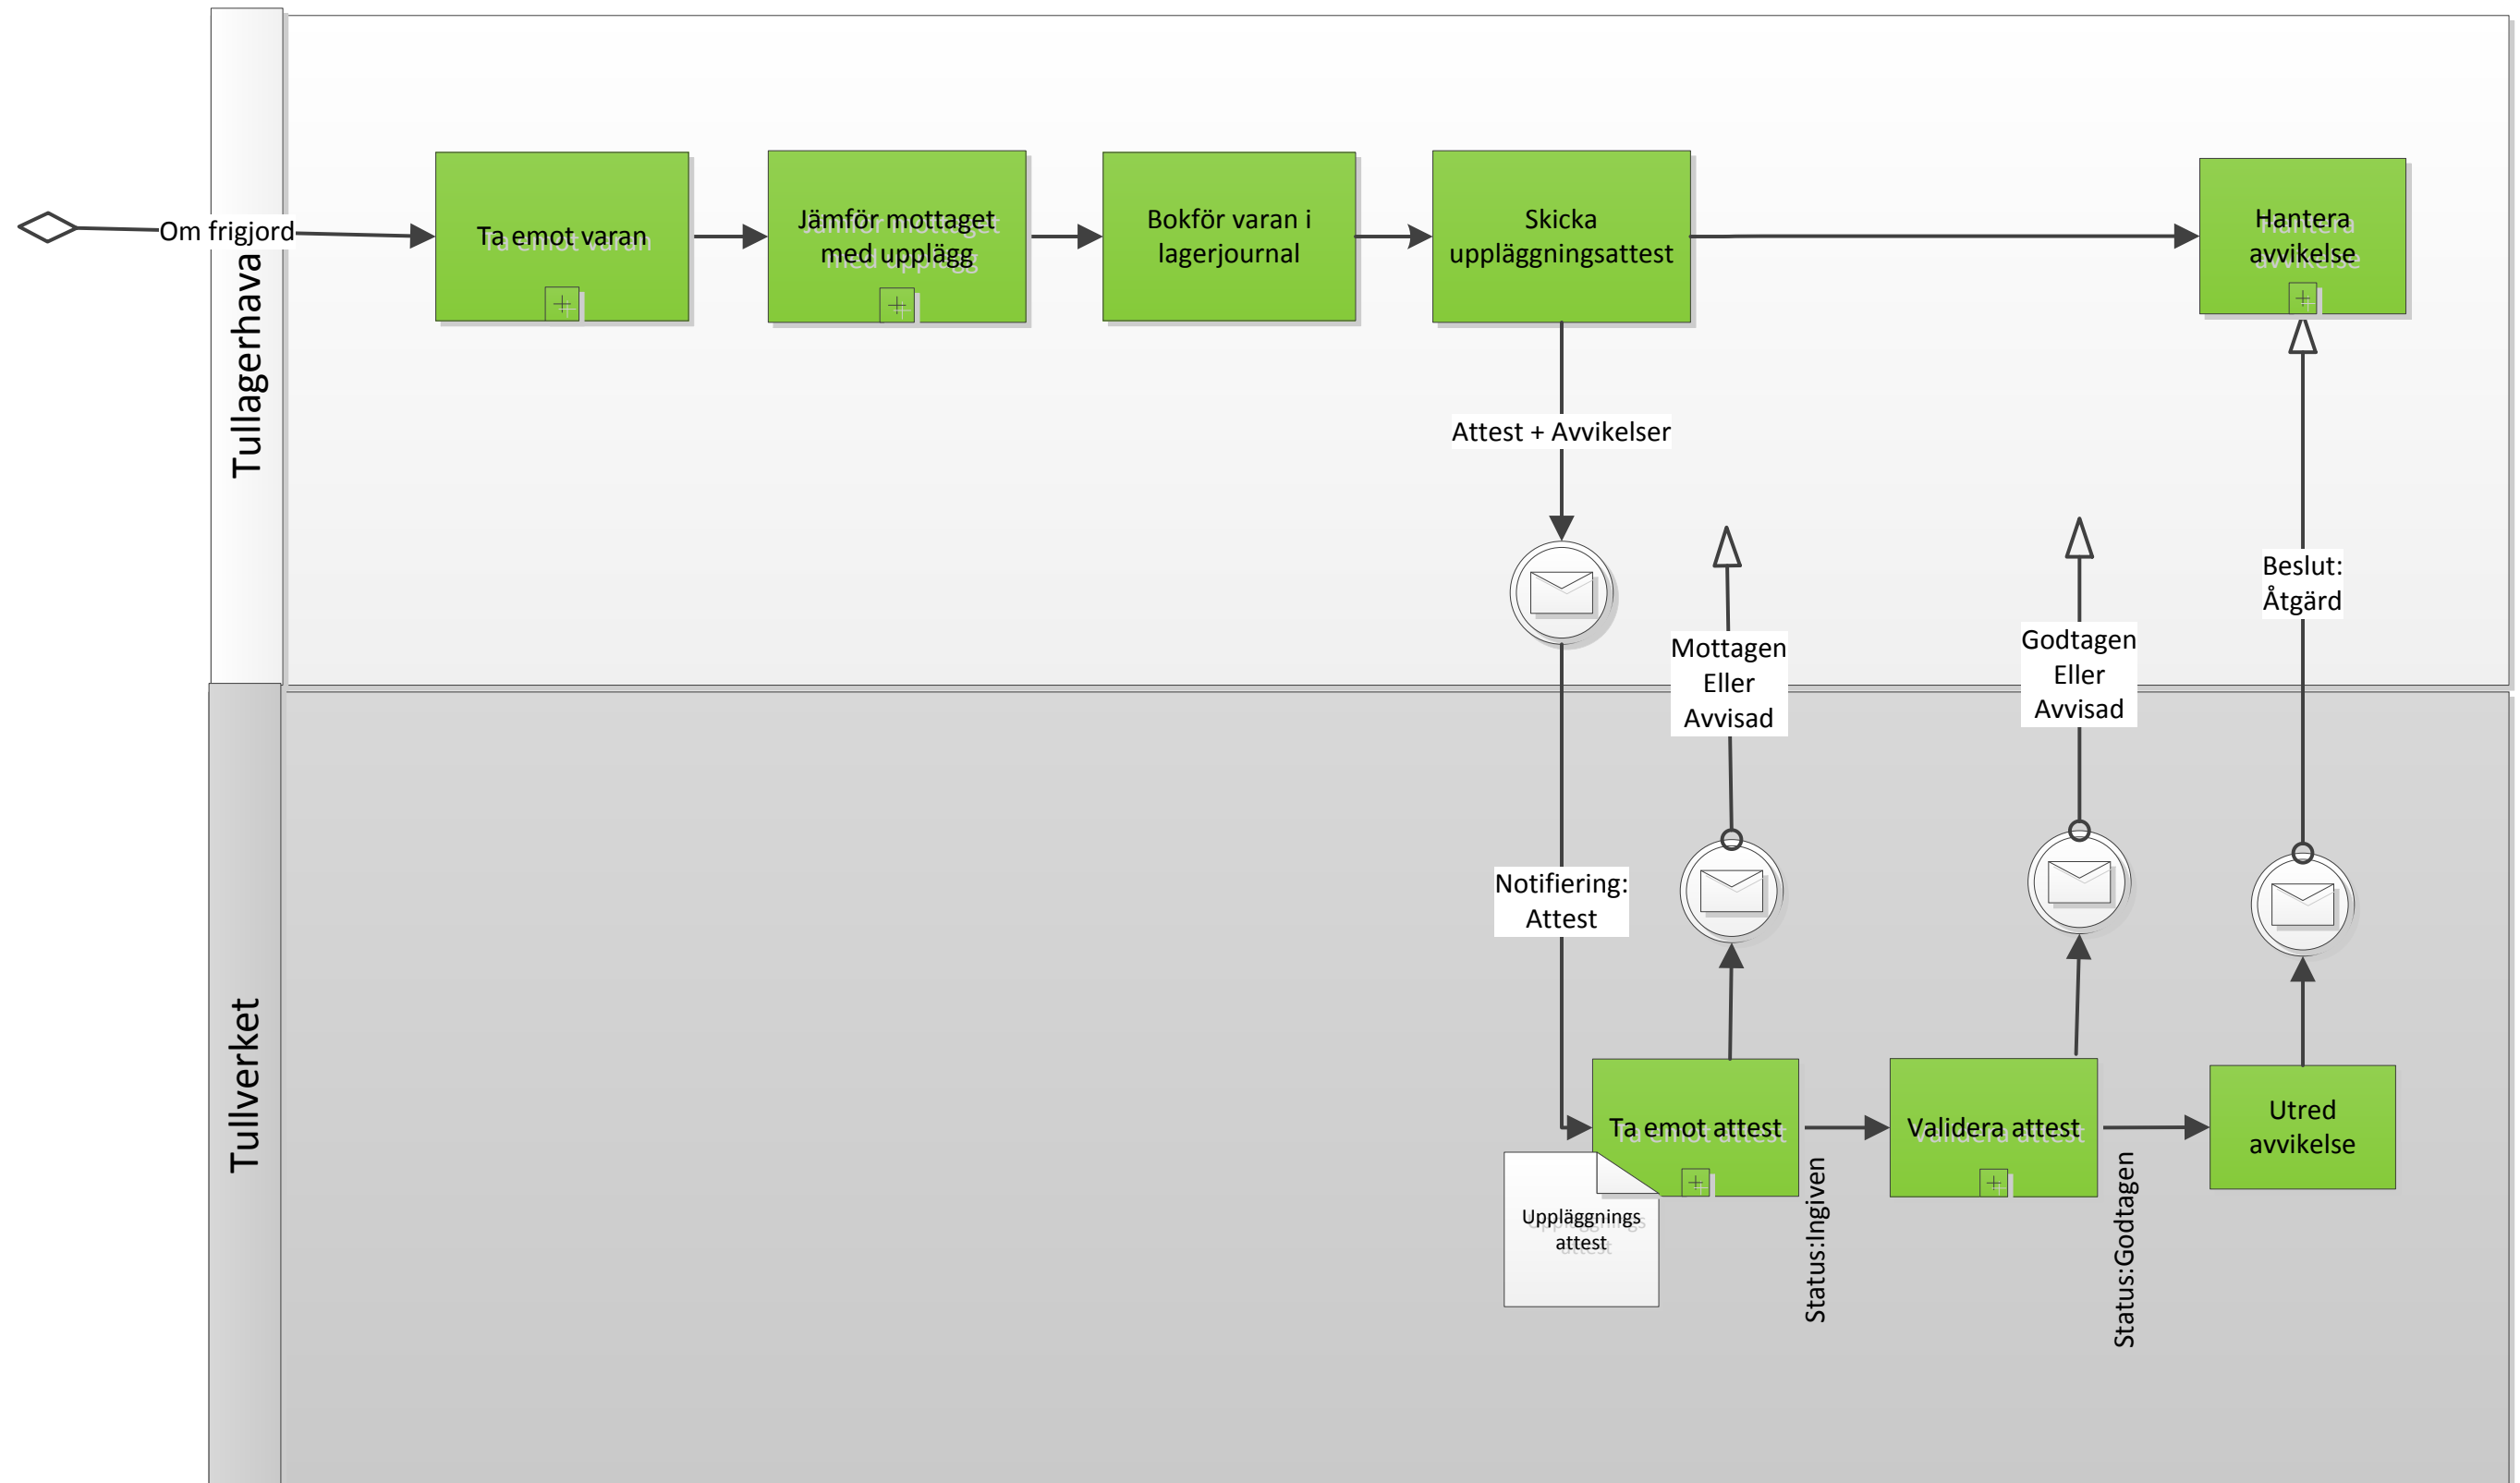 Tullagerhava
Om frigjord
Ta emot varan
Jämför mottaget
med upplägg
Bokför varan i
lagerjournal
Skicka
uppläggningsattest
Hantera
avvikelse
Attest + Avvikelser
Mottagen
Eller
Avvisad
Godtagen
Eller
Avvisad
Beslut:
Åtgärd
Tullverket
Notifiering:
Attest
Ta emot attest
Validera attest
Utred
avvikelse
Uppläggnings
attest
Status:Ingiven
Status:Godtagen